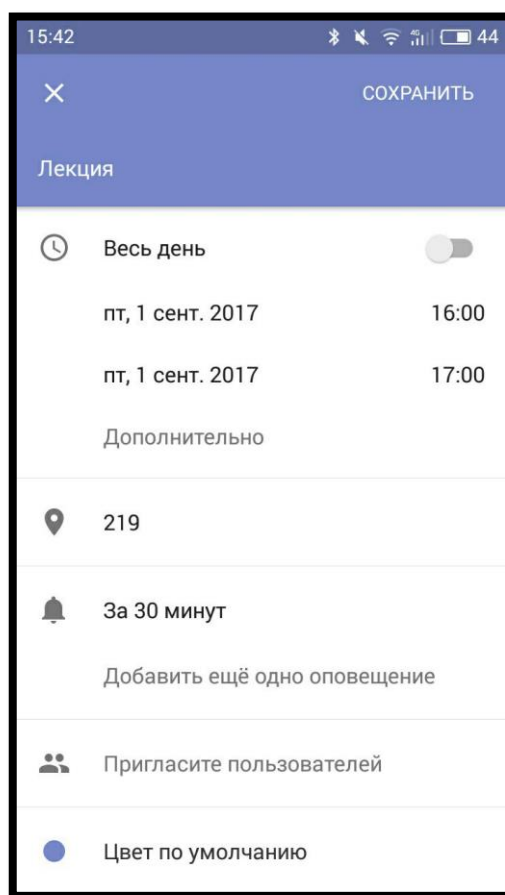 15:42 4G 44
СОХРАНИТЬ
Лекция
Весь день
пт, 1 сент. 2017 16:00
пт, 1 сент. 2017 17:00
Дополнительно
219
За 30 минут
Добавить ещё одно оповещение
Пригласите пользователей
Цвет по умолчанию